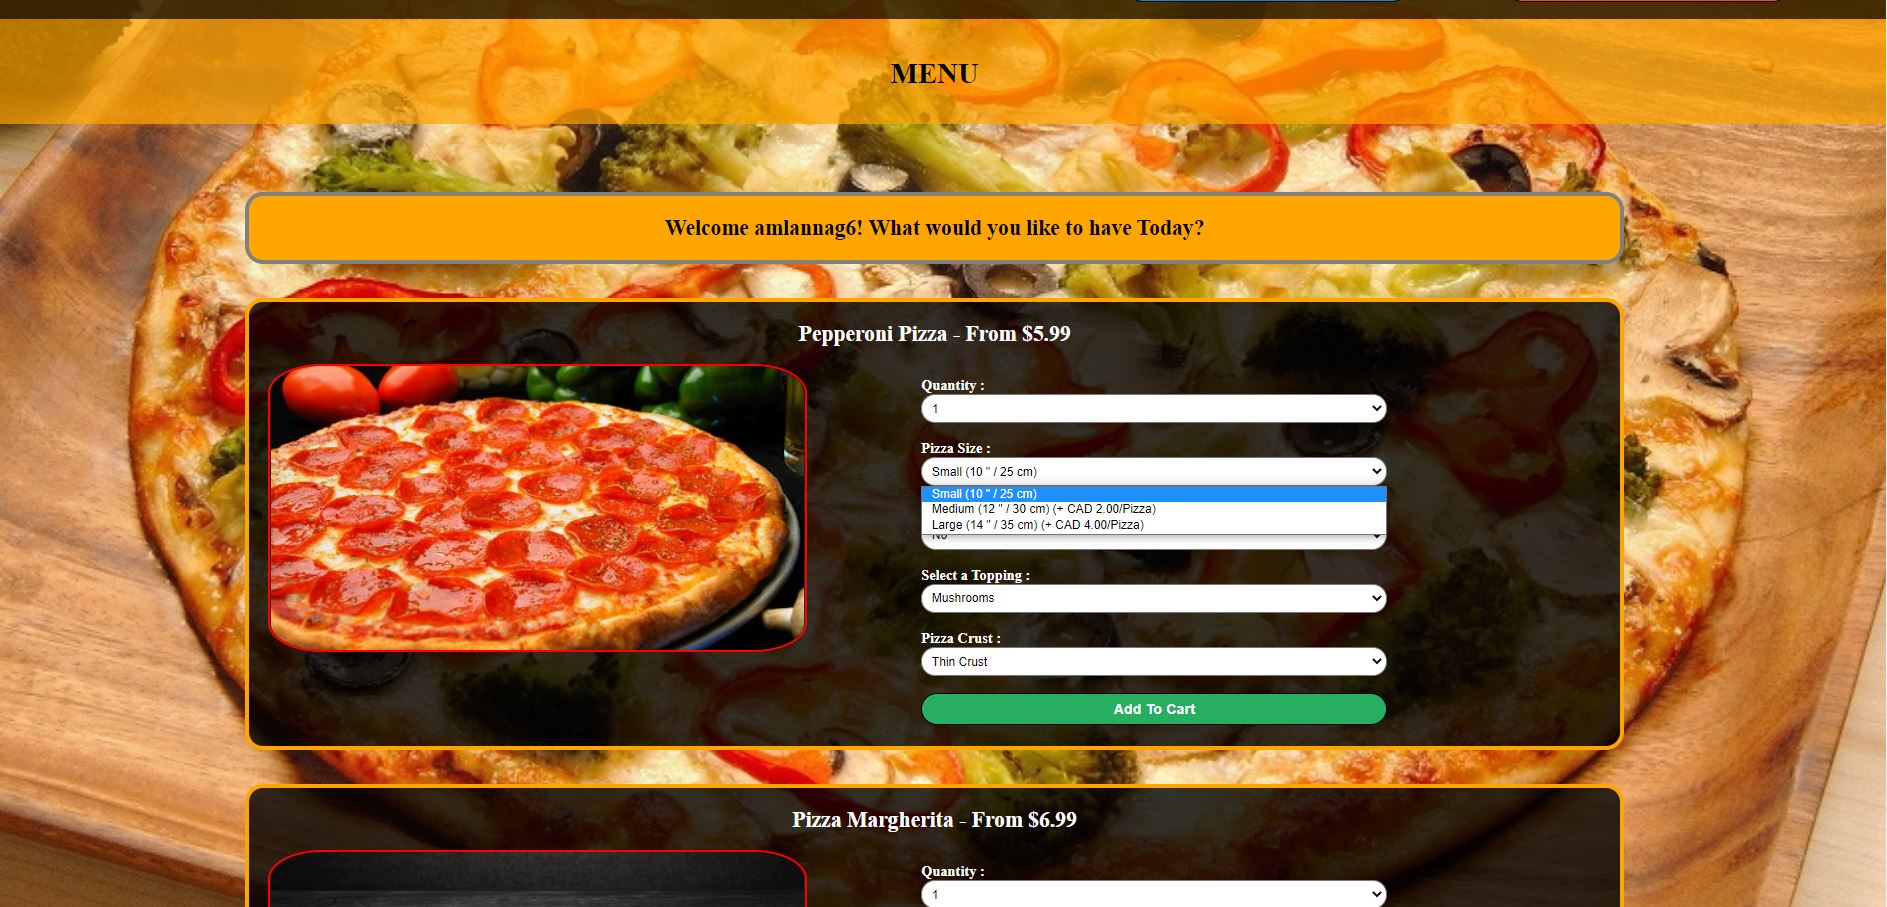 MENU
Welcome amlannag6! What would you like to have Today?
Pepperoni Pizza - From $5.99
Quantity :
1
Pizza Size :
Small (10 " / 25 cm)
Small (10 " / 25 cm)
Medium (12 " / 30 cm) (+ CAD 2.00/Pizza)
Large (14 " / 35 cm) (+ CAD 4.00/Pizza)
No
Select a Topping :
Mushrooms
Pizza Crust :
Thin Crust
Add To Cart
Pizza Margherita - From $6.99
Quantity :
1